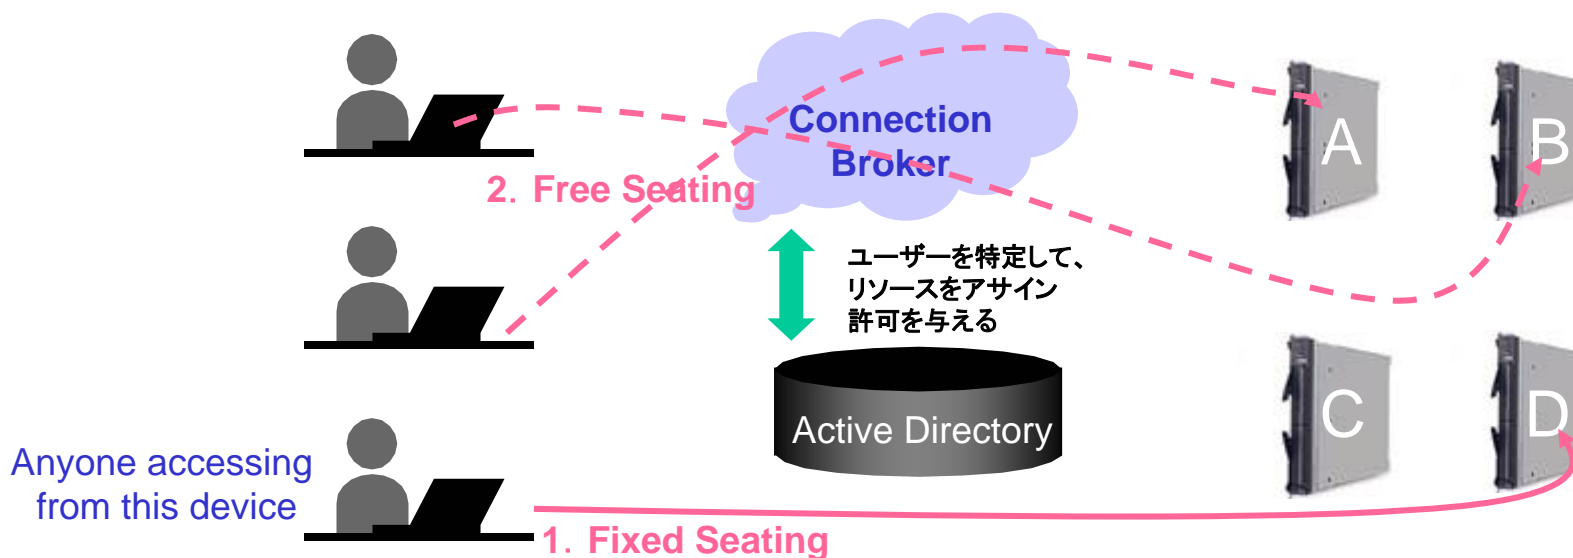 Connection
Broker
A
B
2. Free Seating
ユーザーを特定して、
リソースをアサイン
許可を与える
C
D
Active Directory
Anyone accessing
from this device
1. Fixed Seating